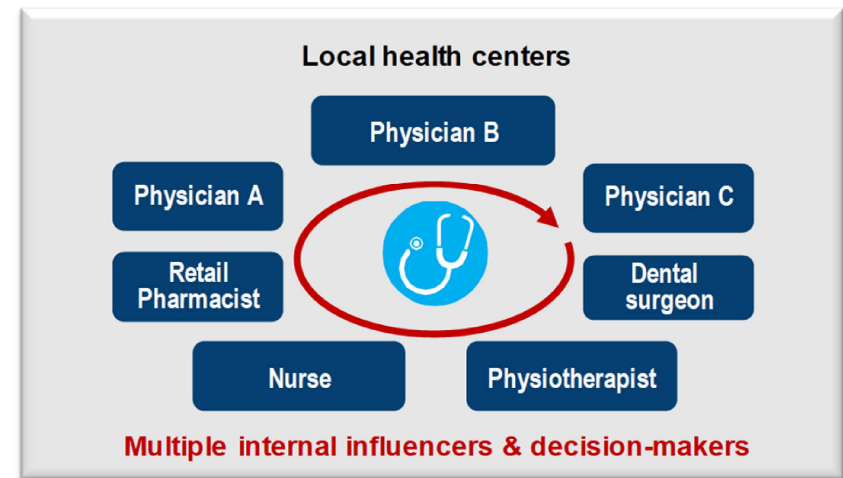 Local health centers
Physician B
Physician A
Physician C
Retail
Pharmacist
Dental
surgeon
Nurse
Physiotherapist
Multiple internal influencers & decision-makers